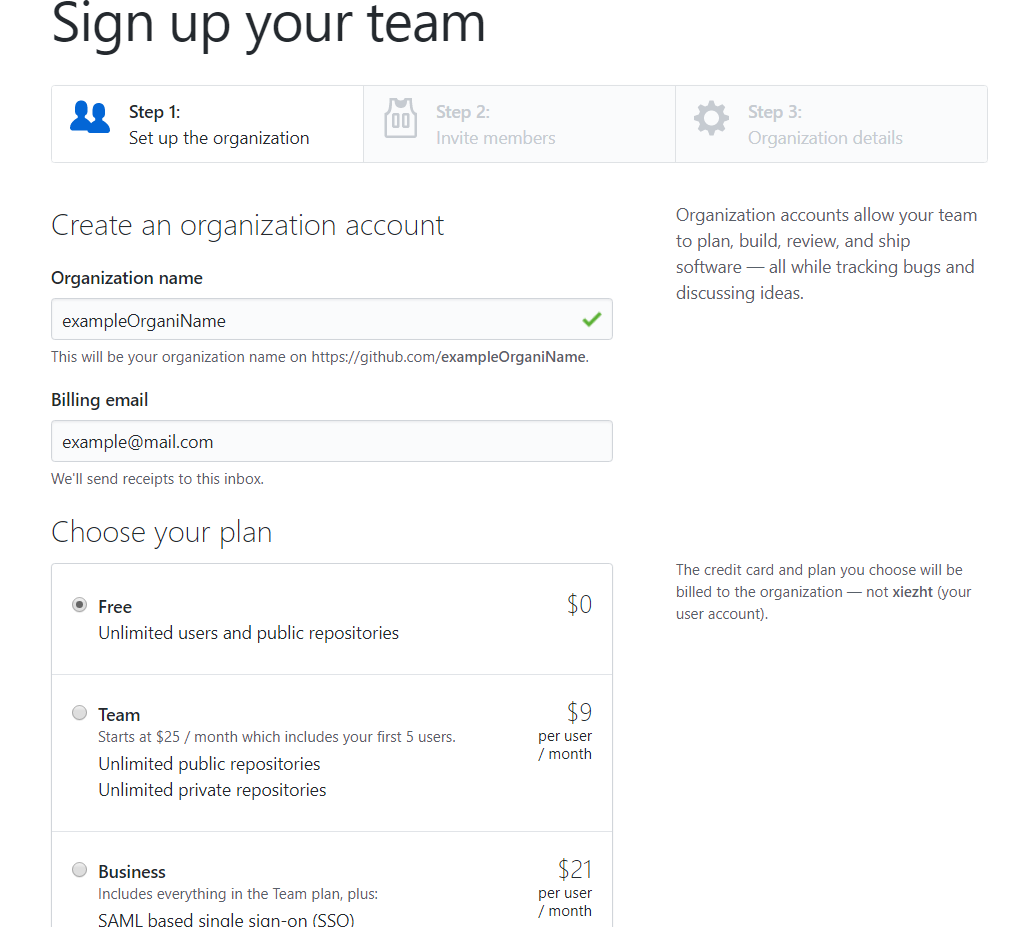 Sign up your team
Step 1:
Set up the organization
Step 2:
Invite members
Step 3:
Organization details
Create an organization account
Organization name
exampleOrganiName
This will be your organization name on https://github.com/exampleOrganiName.
Billing email
example@mail.com
We'll send receipts to this inbox.
Organization accounts allow your team
to plan, build, review, and ship
software — all while tracking bugs and
discussing ideas.
Choose your plan
Free
$0
Unlimited users and public repositories
Team
$9
per user
/ month
Starts at $25 / month which includes your first 5 users.
Unlimited public repositories
Unlimited private repositories
Business
$21
per user
/ month
Includes everything in the Team plan, plus:
SAML based single sign-on (SSO)
The credit card and plan you choose will be
billed to the organization — not xiezht (your
user account).